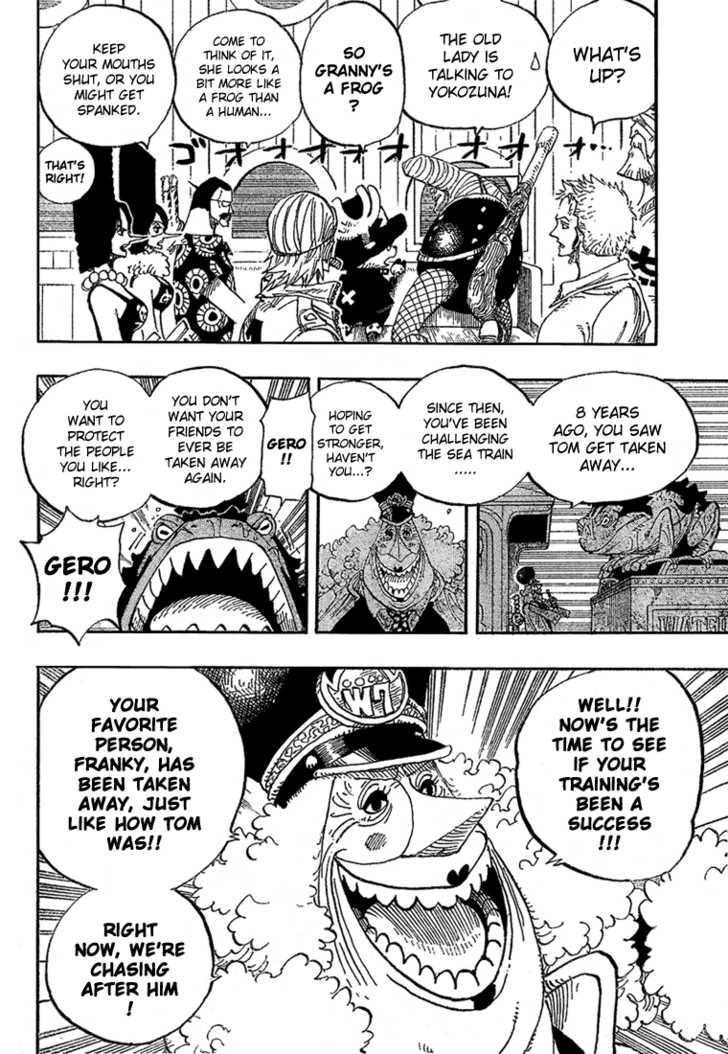 WHAT'S
UP?
THE OLD
LADY IS
TALKING TO
YOKOZUNA!
SO
GRANNY'S
A FROG
?
COME TO
THINK OF IT,
SHE LOOKS A
BIT MORE LIKE
A FROG THAN
A HUMAN...
KEEP
YOUR MOUTHS
SHUT, OR YOU
MIGHT GET
SPANKED.
THAT'S
RIGHT!
ゴオオオオオオ...
8 YEARS
AGO, YOU SAW
TOM GET TAKEN
AWAY...
WATER
SINCE THEN,
YOU'VE BEEN
CHALLENGING
THE SEA TRAIN
.....
HOPING
TO GET
STRONGER,
HAVEN'T
YOU...?
GERO
!!
YOU DON'T
WANT YOUR
FRIENDS TO
EVER BE
TAKEN AWAY
AGAIN.
YOU
WANT TO
PROTECT
THE PEOPLE
YOU LIKE...
RIGHT?
GERO
!!!
WELL!!
NOW'S THE
TIME TO SEE
IF YOUR
TRAINING'S
BEEN A
SUCCESS
!!!
W7
YOUR
FAVORITE
PERSON,
FRANKY, HAS
BEEN TAKEN
AWAY, JUST
LIKE HOW TOM
WAS!!
RIGHT
NOW, WE'RE
CHASING
AFTER HIM
!